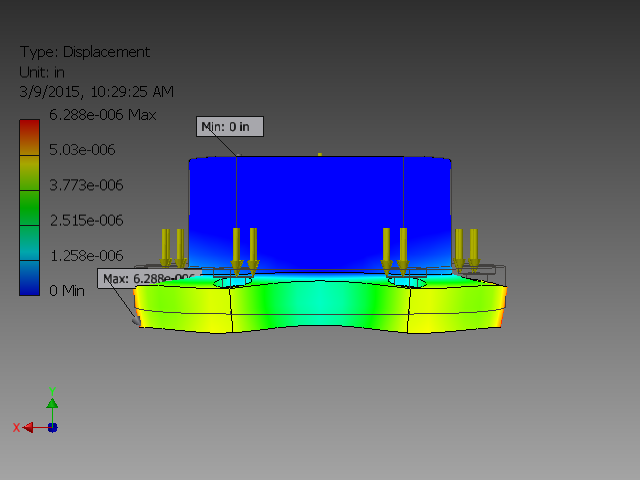 Type: Displacement
Unit: in
3/9/2015, 10:29:25 AM
6.288e-006 Max
5.03e-006
3.773e-006
2.515e-006
1.258e-006
0 Min
Min: 0 in
Max: 6.288e-006
Y
X